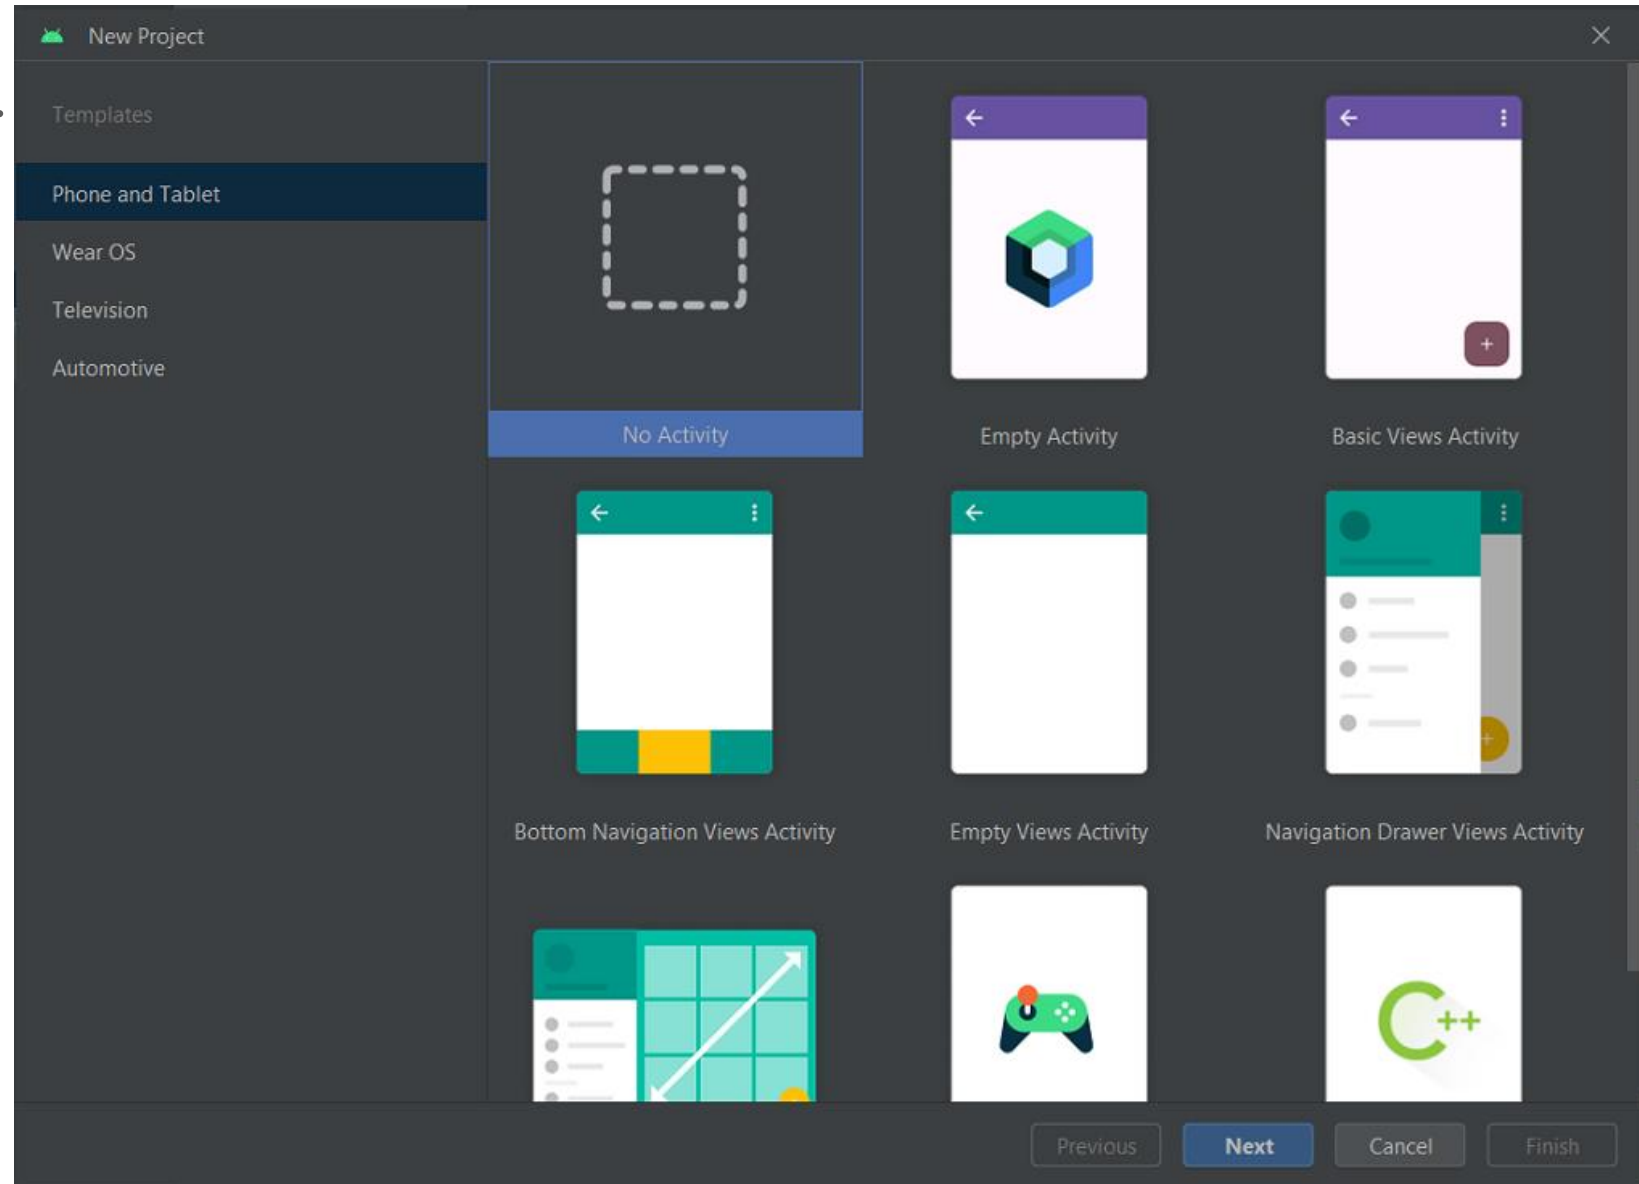 New Project
Templates
Phone and Tablet
Wear OS
Television
Automotive
No Activity
Empty Activity
Basic Views Activity
Bottom Navigation Views Activity
Empty Views Activity
Navigation Drawer Views Activity
C++
Previous
Next
Cancel
Finish